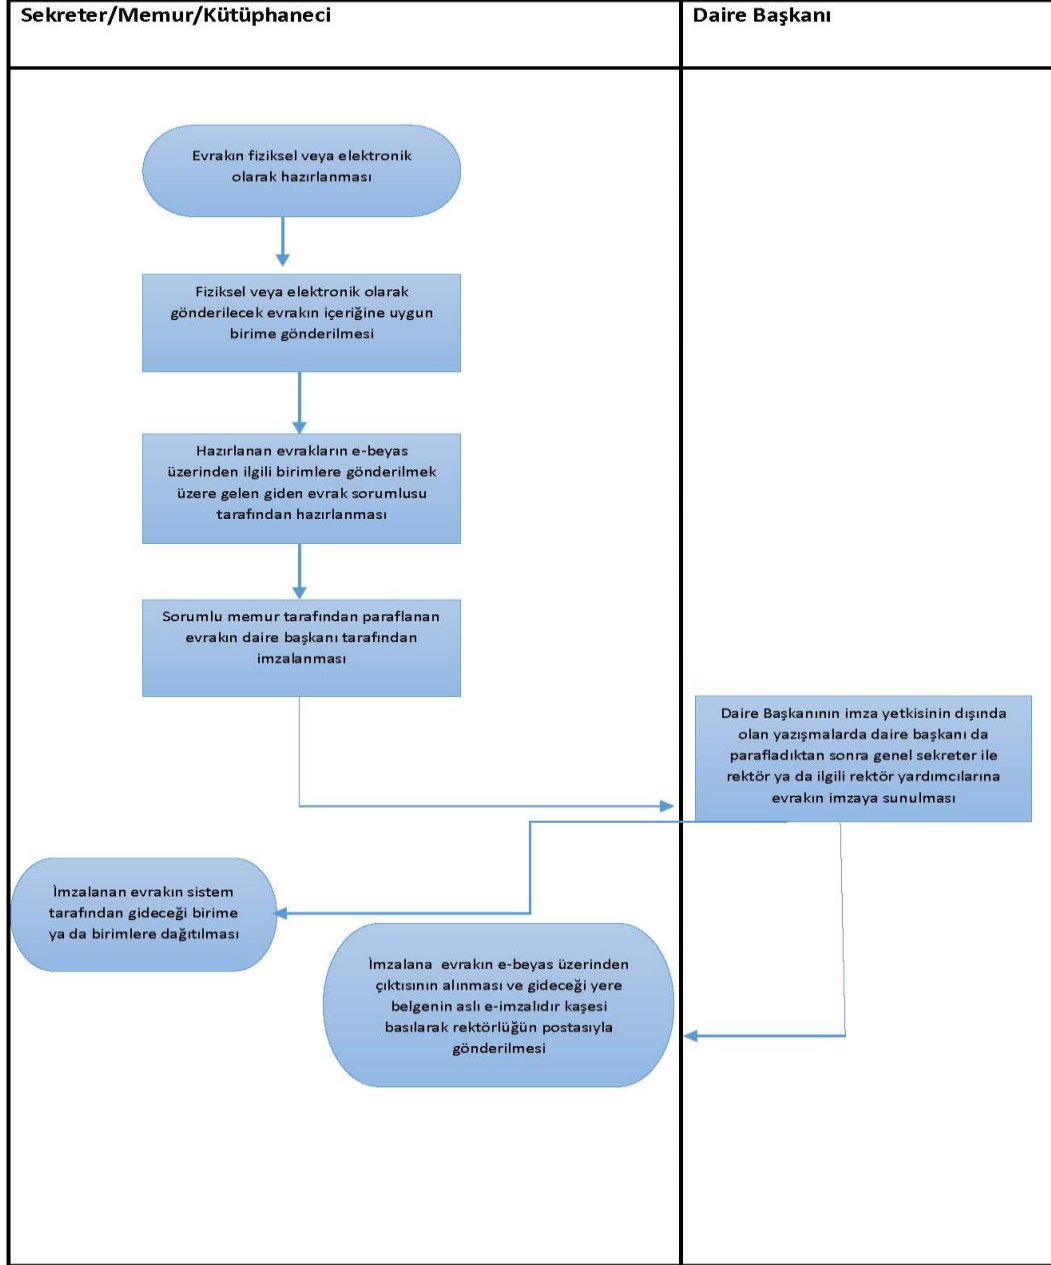 Sekreter/Memur/Kütüphaneci
Daire Başkanı
Evrakın fiziksel veya elektronik
olarak hazırlanması
Fiziksel veya elektronik olarak
gönderilecek evrakın içeriğine uygun
birime gönderilmesi
Hazırlanan evrakların e-beyas
üzerinden ilgili birimlere gönderilmek
üzere gelen giden evrak sorumlusu
tarafından hazırlanması
Sorumlu memur tarafından paraflanan
evrakın daire başkanı tarafından
imzalanması
Daire Başkanının imza yetkisinin dışında
olan yazışmalarda daire başkanı da
parafladıktan sonra genel sekreter ile
rektör ya da ilgili rektör yardımcılarına
evrakın imzaya sunulması
İmzalanan evrakın sistem
tarafından gideceği birime
ya da birimlere dağıtılması
İmzalana evrakın e-beyas üzerinden
çıktısının alınması ve gideceği yere
belgenin aslı e-imzalıdır kaşesi
basılarak rektörlüğün postasıyla
gönderilmesi